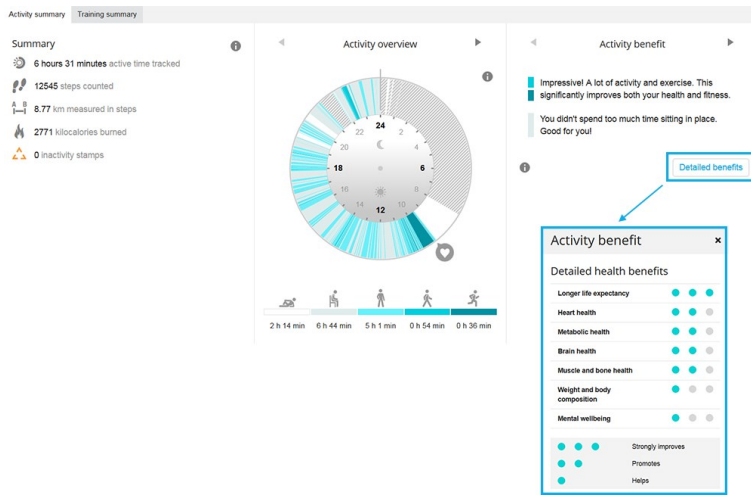 Activity summary Training summary
Summary
6 hours 31 minutes active time tracked
12545 steps counted
A B
8.77 km measured in steps
2771 kilocalories burned
0 inactivity stamps
Activity overview
24
2
4
6
8
10
12
14
16
18
20
22
2 h 14 min 6 h 44 min 5 h 1 min 0 h 54 min 0 h 36 min
Activity benefit
Impressive! A lot of activity and exercise. This
significantly improves both your health and fitness.
You didn't spend too much time sitting in place.
Good for you!
Detailed benefits
Activity benefit
Detailed health benefits
Longer life expectancy
Heart health
Metabolic health
Brain health
Muscle and bone health
Weight and body
composition
Mental wellbeing
Strongly improves
Promotes
Helps